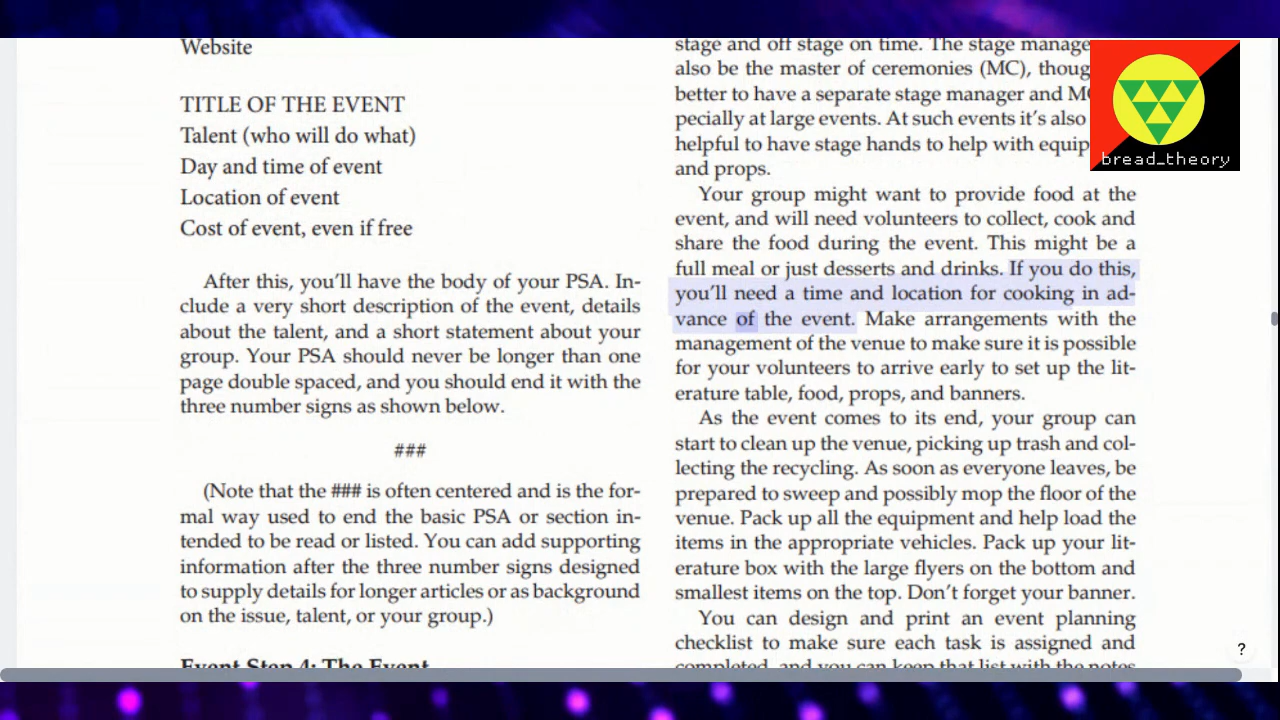 Website
TITLE OF THE EVENT
Talent (who will do what)
Day and time of event
Location of event
Cost of event, even if free
After this, you'll have the body of your PSA. In-
clude a very short description of the event, details
about the talent, and a short statement about your
group. Your PSA should never be longer than one
page double spaced, and you should end it with the
three number signs as shown below.
###
(Note that the ### is often centered and is the for-
mal way used to end the basic PSA or section in-
tended to be read or listed. You can add supporting
information after the three number signs designed
to supply details for longer articles or as background
on the issue, talent, or your group.)
Event Step 4: The Event
stage and off stage on time. The stage manage
also be the master of ceremonies (MC), thoug
better to have a separate stage manager and M
pecially at large events. At such events it's also
helpful to have stage hands to help with equip
and props.
Your group might want to provide food at the
event, and will need volunteers to collect, cook and
share the food during the event. This might be a
full meal or just desserts and drinks. If you do this,
you'll need a time and location for cooking in ad-
vance of the event. Make arrangements with the
management of the venue to make sure it is possible
for your volunteers to arrive early to set up the lit-
erature table, food, props, and banners.
As the event comes to its end, your group can
start to clean up the venue, picking up trash and col-
lecting the recycling. As soon as everyone leaves, be
prepared to sweep and possibly mop the floor of the
venue. Pack up all the equipment and help load the
items in the appropriate vehicles. Pack up your lit-
erature box with the large flyers on the bottom and
smallest items on the top. Don't forget your banner.
You can design and print an event planning
checklist to make sure each task is assigned and
completed, and you can keep that list with the notes
bread_theory
?